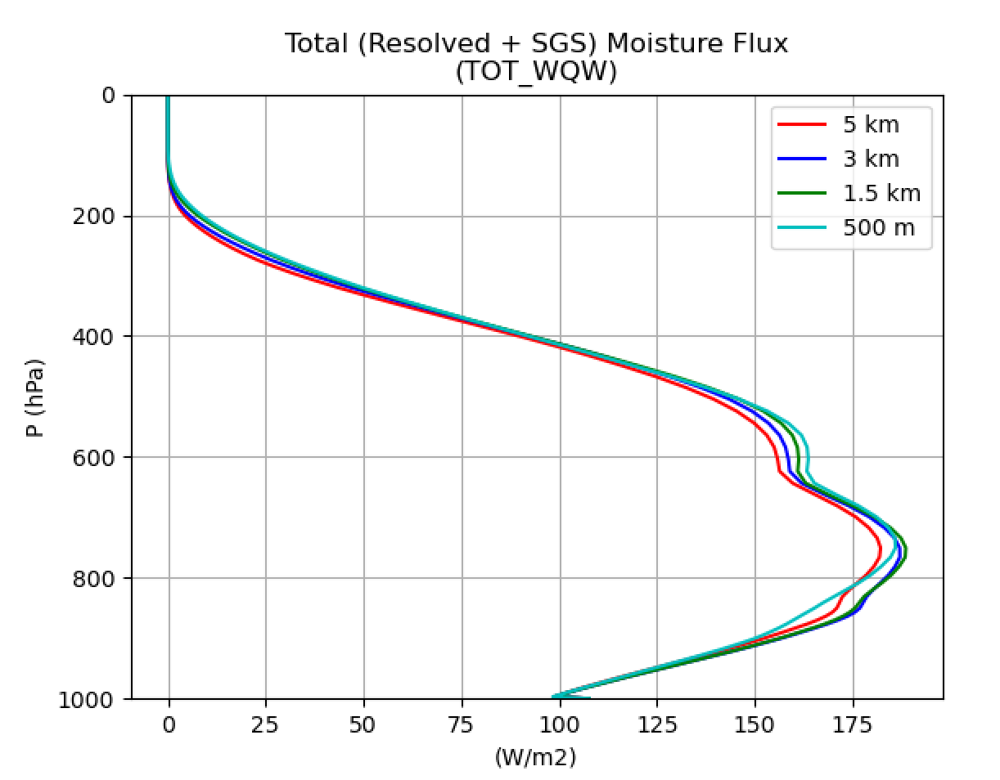 Total (Resolved + SGS) Moisture Flux
(TOT_WQW)
5 km
3 km
1.5 km
500 m
P (hPa)
0
200
400
600
800
1000
0 25 50 75 100 125 150 175
(W/m2)